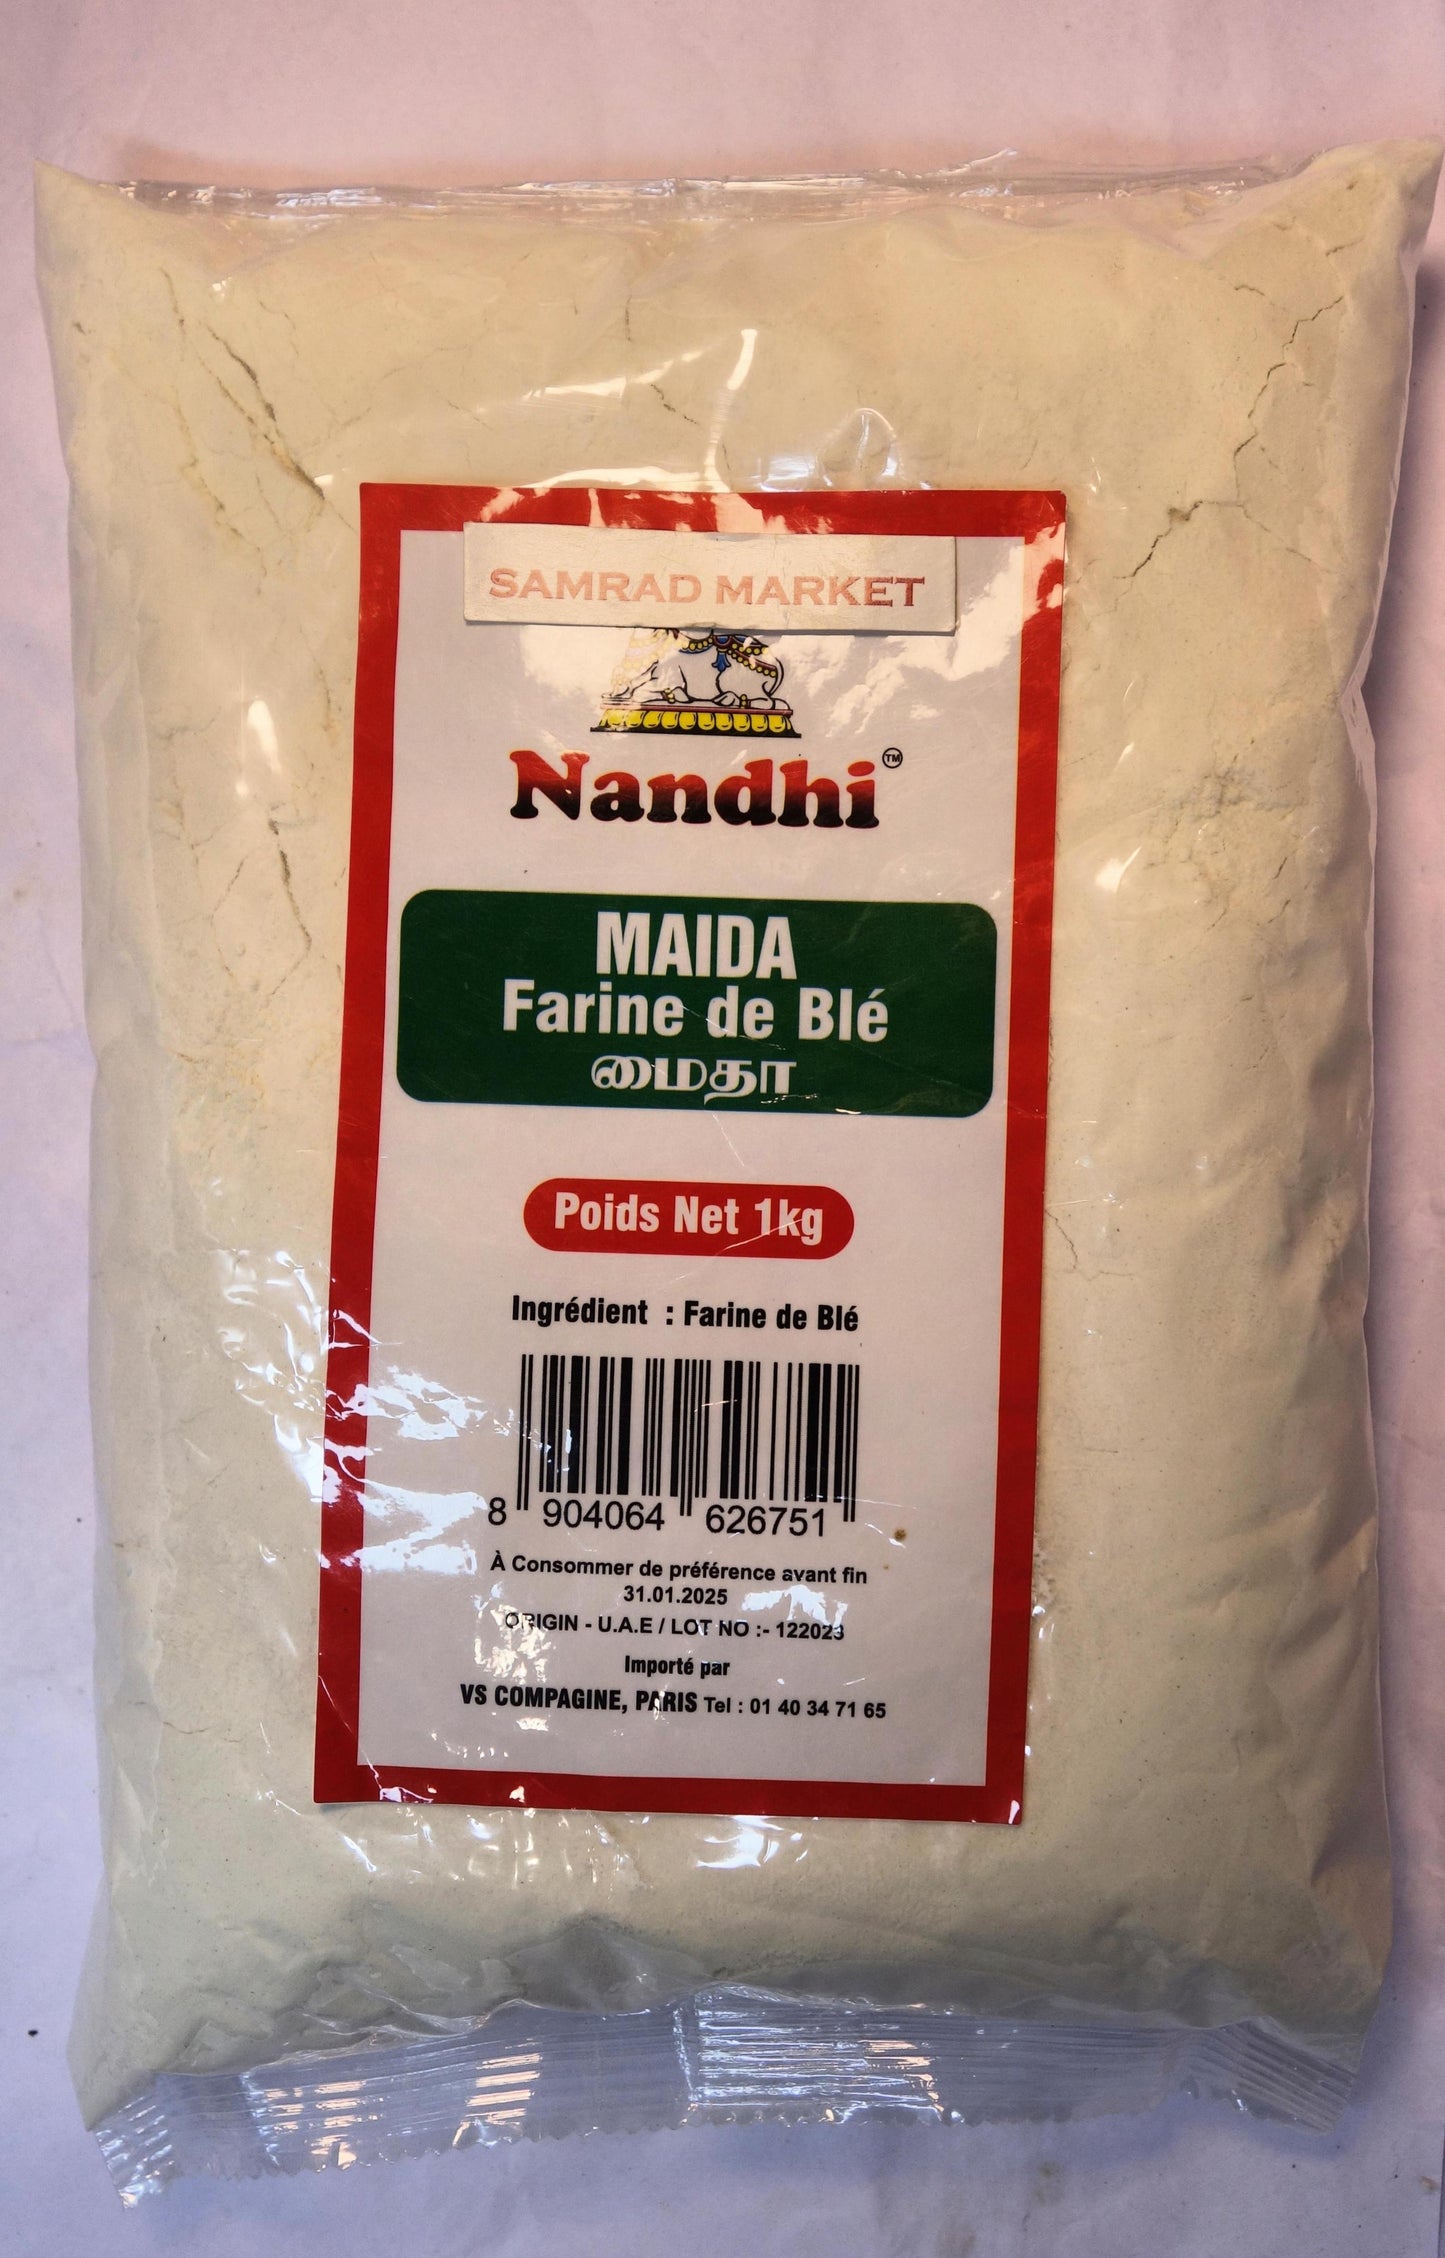 SAMRAD MARKET
Nandhi TM
MAIDA
Farine de Blé
மைதா
Poids Net 1kg
Ingrédient : Farine de Blé
8 904064 626751
À Consommer de préférence avant fin
31.01.2025
ORIGIN - U.A.E / LOT NO :- 122023
Importé par
VS COMPAGINE, PARIS Tel : 01 40 34 71 65